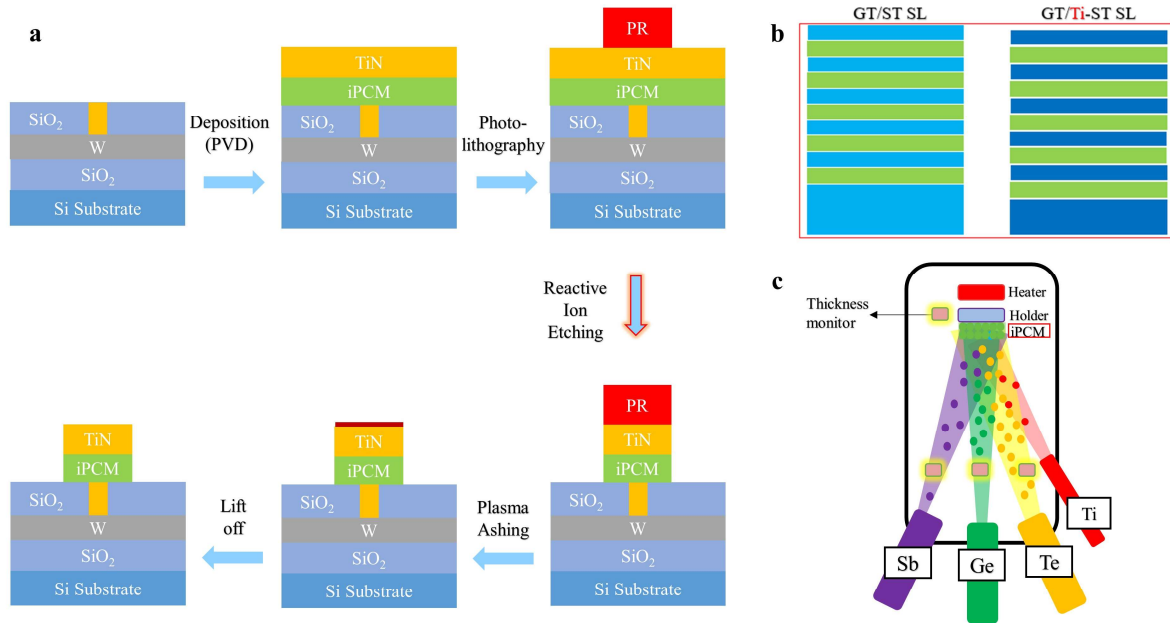 a
SiO2
W
SiO2
Si Substrate
Deposition
(PVD)
TiN
iPCM
SiO2
W
SiO2
Si Substrate
Photo-
lithography
PR
TiN
iPCM
SiO2
W
SiO2
Si Substrate
Reactive
Ion
Etching
PR
TiN
iPCM
SiO2
W
SiO2
Si Substrate
Plasma
Ashing
TiN
iPCM
SiO2
W
SiO2
Si Substrate
Lift
off
TiN
iPCM
SiO2
W
SiO2
Si Substrate
b
GT/ST SL
GT/Ti-ST SL
c
Thickness
monitor
Heater
Holder
iPCM
Sb
Ge
Te
Ti